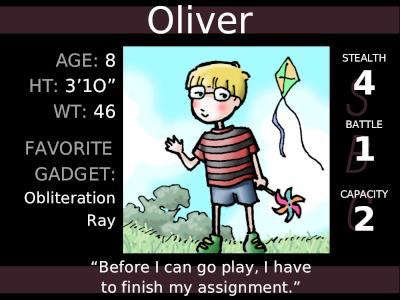 Oliver
AGE: 8
HT: 3’10”
WT: 46
FAVORITE
GADGET:
Obliteration
Ray
STEALTH
4
S
BATTLE
1
B
CAPACITY
2
C
“Before I can go play, I have
to finish my assignment.”